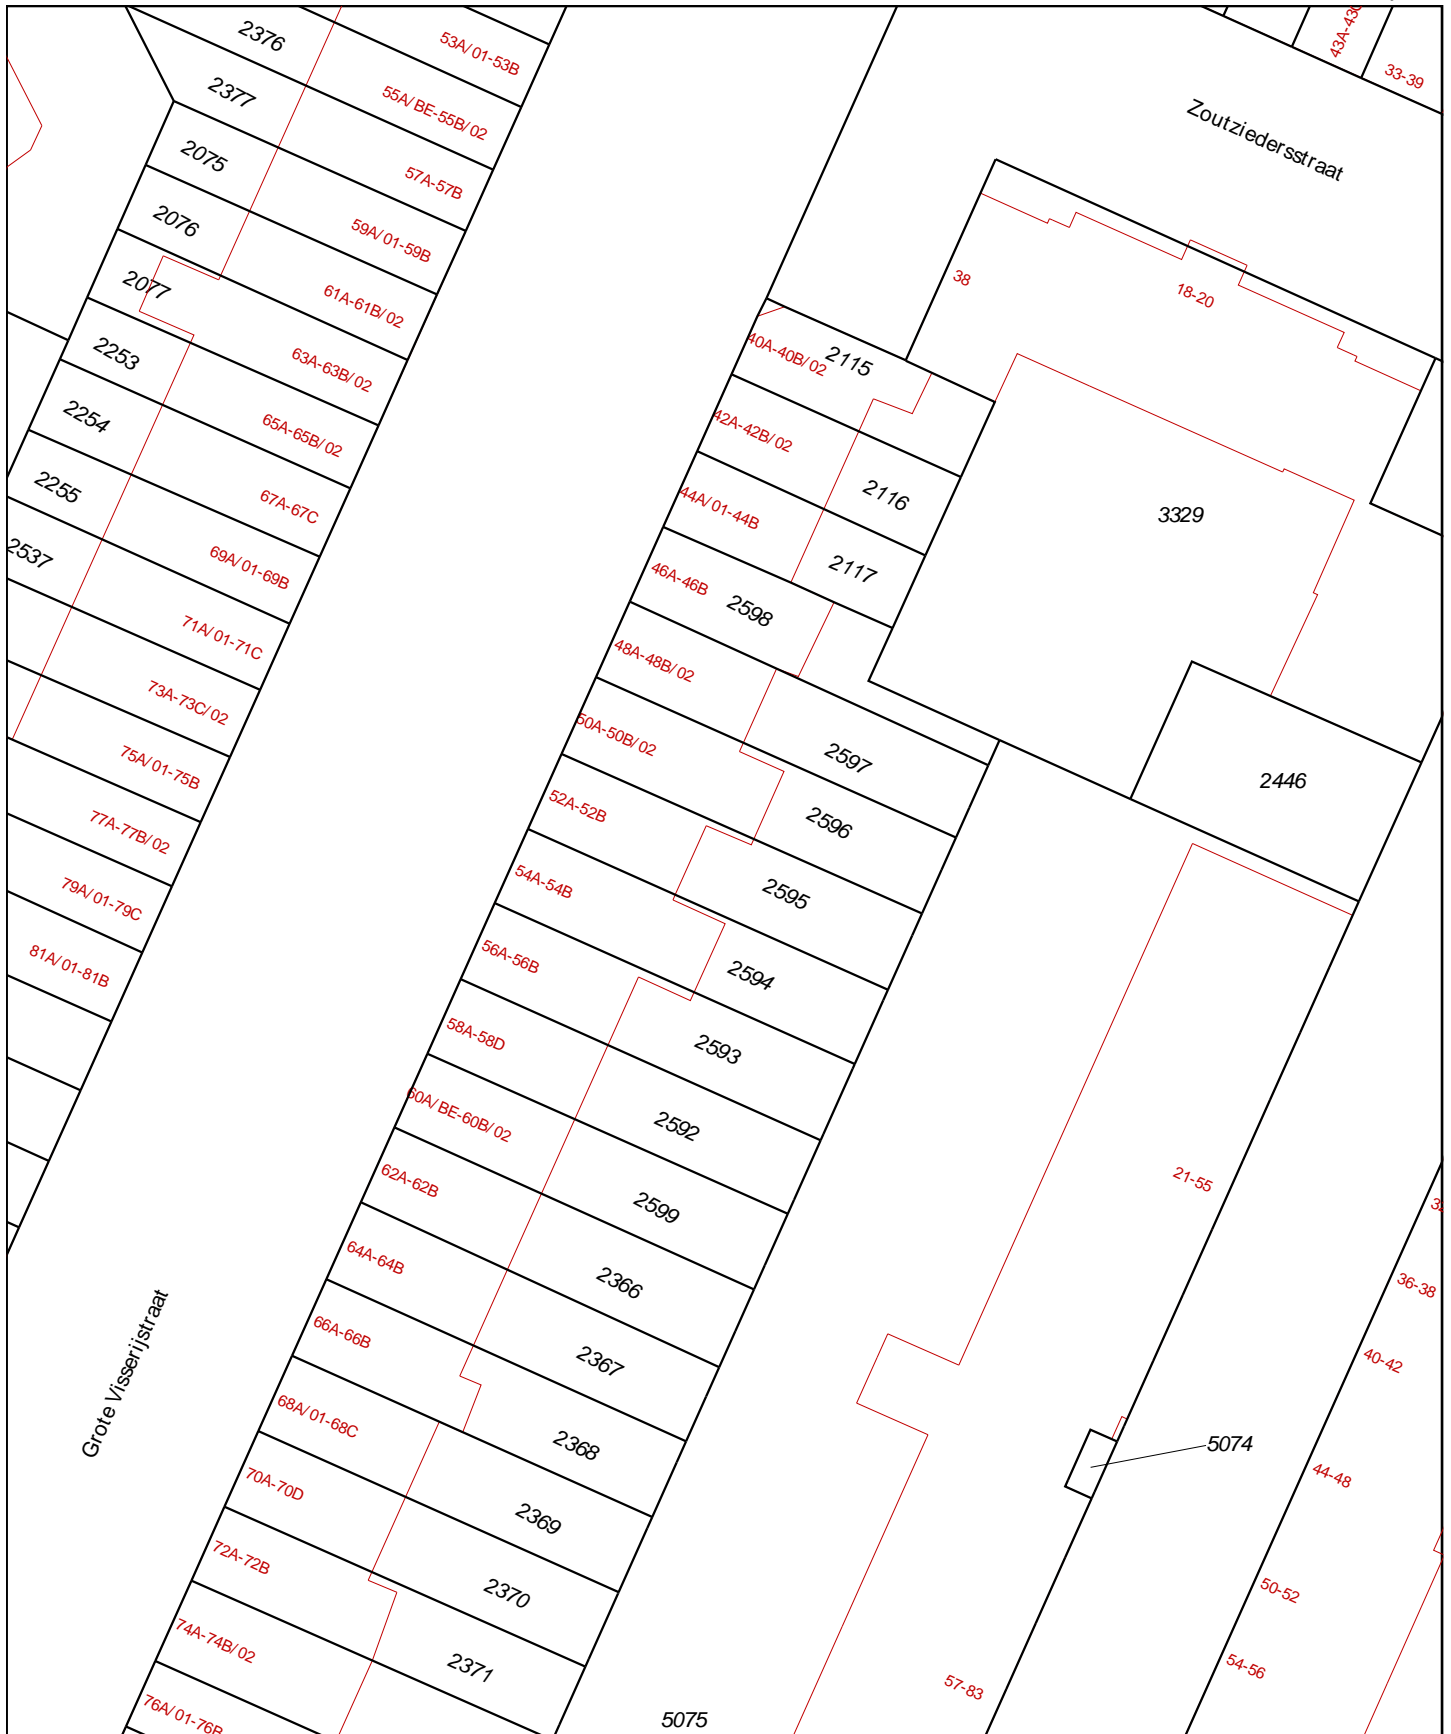 2376
2377
2075
2076
2077
2253
2254
2255
2537
53A/01-53B
55A/BE-55B/02
57A-57B
59A/01-59B
61A-61B/02
63A-63B/02
65A-65B/02
67A-67C
69A/01-69B
71A/01-71C
73A-73C/02
75A/01-75B
77A-77B/02
79A/01-79C
81A/01-81B
Grote Visserijstraat
33-39
Zoutziedersstraat
38
18-20
40A-40B/02
2115
42A-42B/02
2116
44A/01-44B
2117
46A-46B
2598
48A-48B/02
2597
50A-50B/02
2596
52A-52B
2595
54A-54B
2594
56A-56B
2593
58A-58D
2592
60A/BE-60B/02
2599
62A-62B
2366
64A-64B
2367
66A-66B
2368
68A/01-68C
2369
70A-70D
2370
72A-72B
2371
74A-74B/02
76A/01-76B
3329
2446
21-55
5074
57-83
5075
36-38
40-42
44-48
50-52
54-56